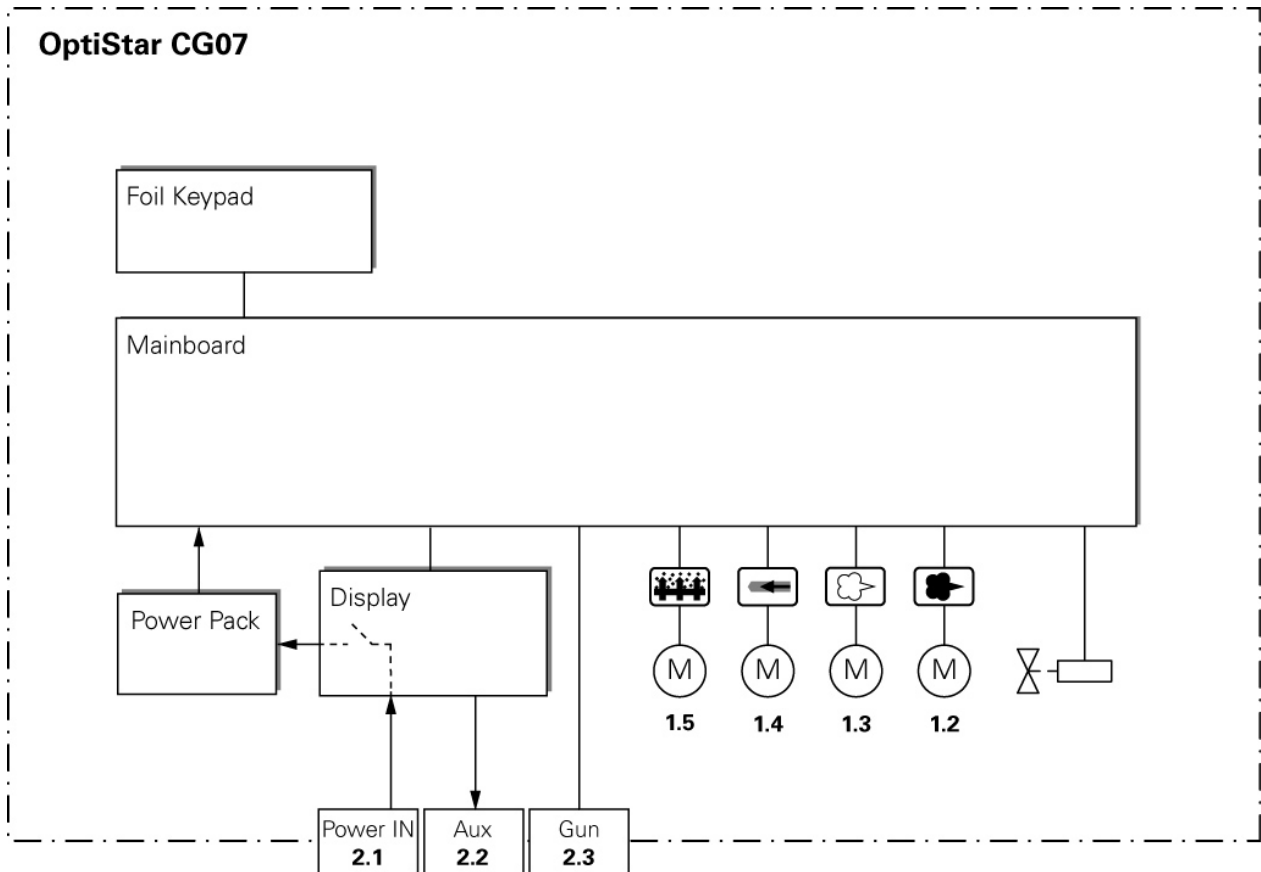 OptiStar CG07
Foil Keypad
Mainboard
Power Pack
Display
M
M
M
M
1.5
1.4
1.3
1.2
Power IN
2.1
Aux
2.2
Gun
2.3